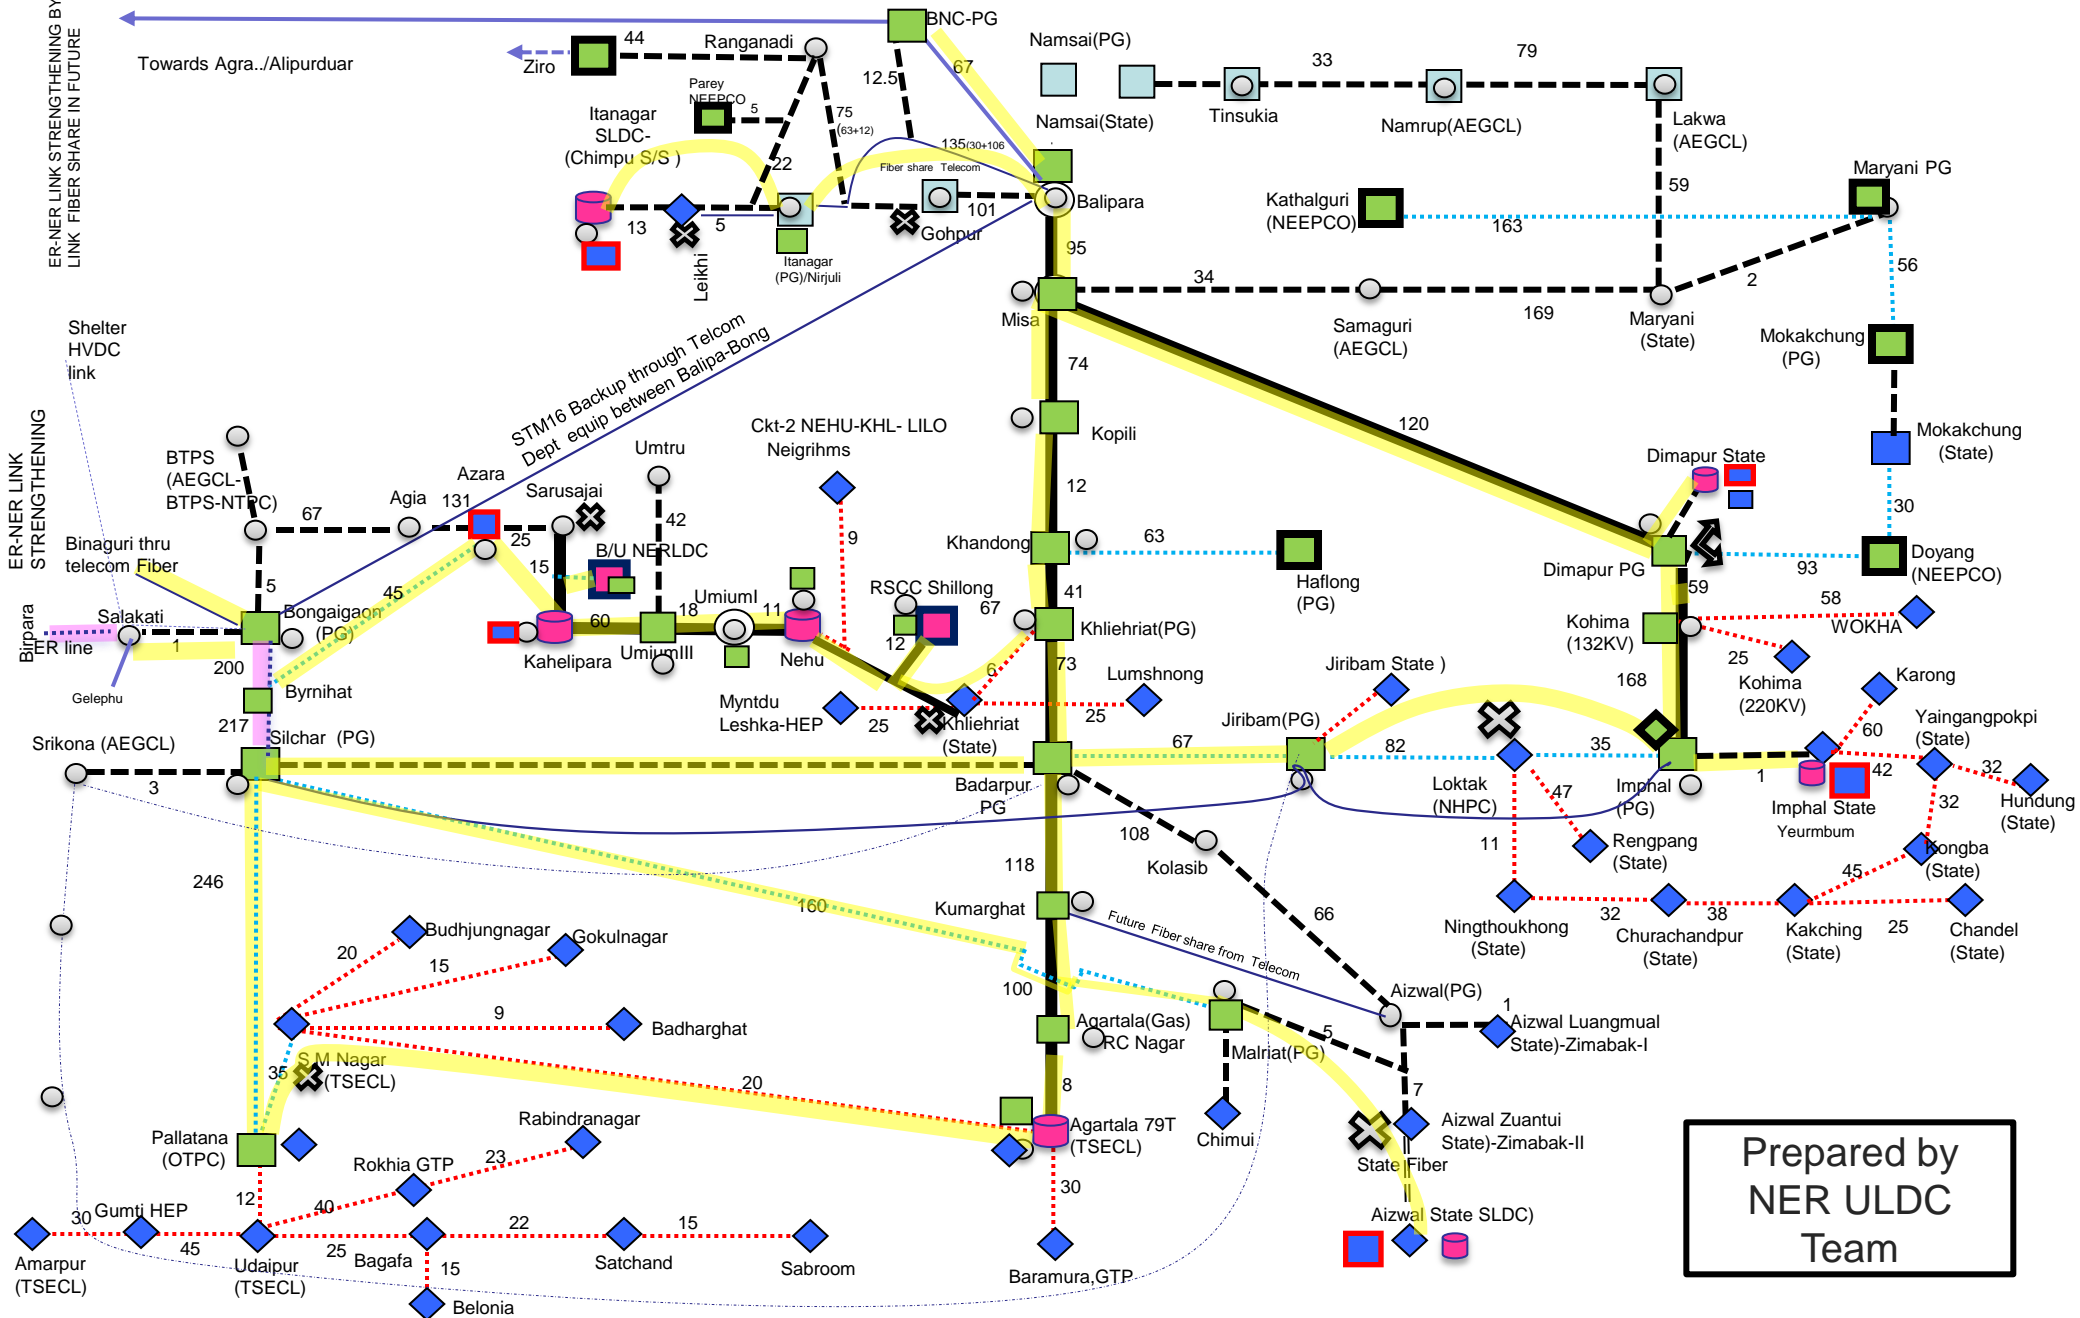 ER-NER LINK STRENGTHENING BY
LINK FIBER SHARE IN FUTURE
Towards Agra../Alipurduar
BNC-PG
Ziro
44
Ranganadi
12.5
67
Namsai(PG)
Namsai(State)
Tinsukia
33
Namrup(AEGCL)
79
Lakwa
(AEGCL)
Parey
NEEPCO
5
75
(63+12)
Itanagar
SLDC-
(Chimpu S/S )
22
135(30+106
Fiber share Telecom
13
5
Leikhi
Itanagar
(PG)/Nirjuli
Gohpur
101
Balipara
95
Kathalguri
(NEEPCO)
163
59
Maryani PG
2
56
Misa
34
Samaguri
(AEGCL)
169
Maryani
(State)
Mokakchung
(PG)
Mokakchung
(State)
30
Doyang
(NEEPCO)
93
Shelter
HVDC
link
STM16 Backup through Telcom
Dept equip between Balipa-Bong
ER-NER LINK
STRENGTHENING
BTPS
(AEGCL-
BTPS-NTPC)
67
Agia
131
Azara
25
Sarusajai
15
B/U NERLDC
Umtru
42
Ckt-2 NEHU-KHL- LILO
Neigrihms
9
74
Kopili
12
120
Dimapur State
Dimapur PG
59
Khandong
63
Haflong
(PG)
41
Binaguri thru
telecom Fiber
5
45
Birpara
ER line
Salakati
1
Bongaigaon
(PG)
200
Gelephu
Byrnihat
217
Kahelipara
60
UmiumIII
18
UmiumI
11
Nehu
RSCC Shillong
12
67
6
Khliehriat(PG)
73
Myntdu
Leshka-HEP
25
Khliehriat
(State)
25
Lumshnong
Kohima
(132KV)
58
WOKHA
25
Kohima
(220KV)
168
Karong
60
Yaingangpokpi
(State)
42
32
Hundung
(State)
32
Kongba
(State)
Srikona (AEGCL)
3
Silchar (PG)
Badarpur
PG
67
Jiribam(PG)
Jiribam State )
82
Loktak
(NHPC)
35
47
Rengpang
(State)
11
Imphal
(PG)
1
Imphal State
Yeurmbum
246
160
118
108
Kolasib
66
Kumarghat
Future Fiber share from Telecom
Aizwal(PG)
1
Aizwal Luangmual
State)-Zimabak-I
Ningthoukhong
(State)
32
Churachandpur
(State)
38
Kakching
(State)
45
25
Chandel
(State)
Budhjungnagar
20
Gokulnagar
15
9
Badharghat
S M Nagar
(TSECL)
35
20
100
Agartala(Gas)
RC Nagar
8
Malriat(PG)
5
7
Chimui
Aizwal Zuantui
State)-Zimabak-II
State Fiber
Aizwal State SLDC)
Pallatana
(OTPC)
12
Rokhia GTP
40
23
Rabindranagar
Agartala 79T
(TSECL)
30
Baramura,GTP
Amarpur
(TSECL)
30
Gumti HEP
45
Udaipur
(TSECL)
25
Bagafa
22
Satchand
15
Sabroom
15
Belonia
Prepared by
NER ULDC
Team